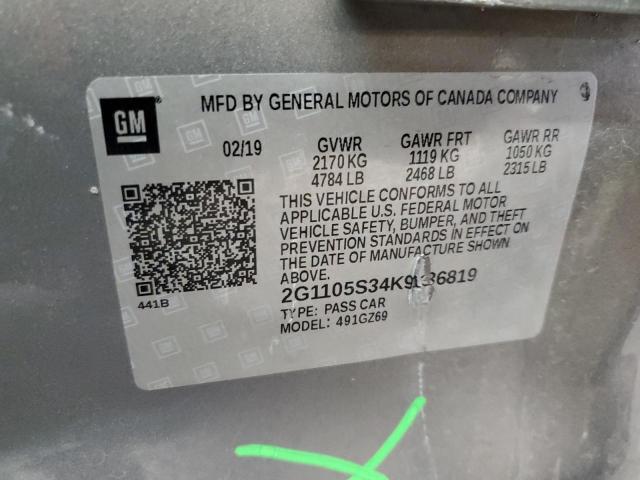 GM
MFD BY GENERAL MOTORS OF CANADA COMPANY
02/19 GVWR GAWR FRT GAWR RR
2170 KG 1119 KG 1050 KG
4784 LB 2468 LB 2315 LB
THIS VEHICLE CONFORMS TO ALL
APPLICABLE U.S. FEDERAL MOTOR
VEHICLE SAFETY, BUMPER, AND THEFT
PREVENTION STANDARDS IN EFFECT ON
THE DATE OF MANUFACTURE SHOWN
ABOVE.
441B
TYPE: PASS CAR
MODEL: 491GZ69